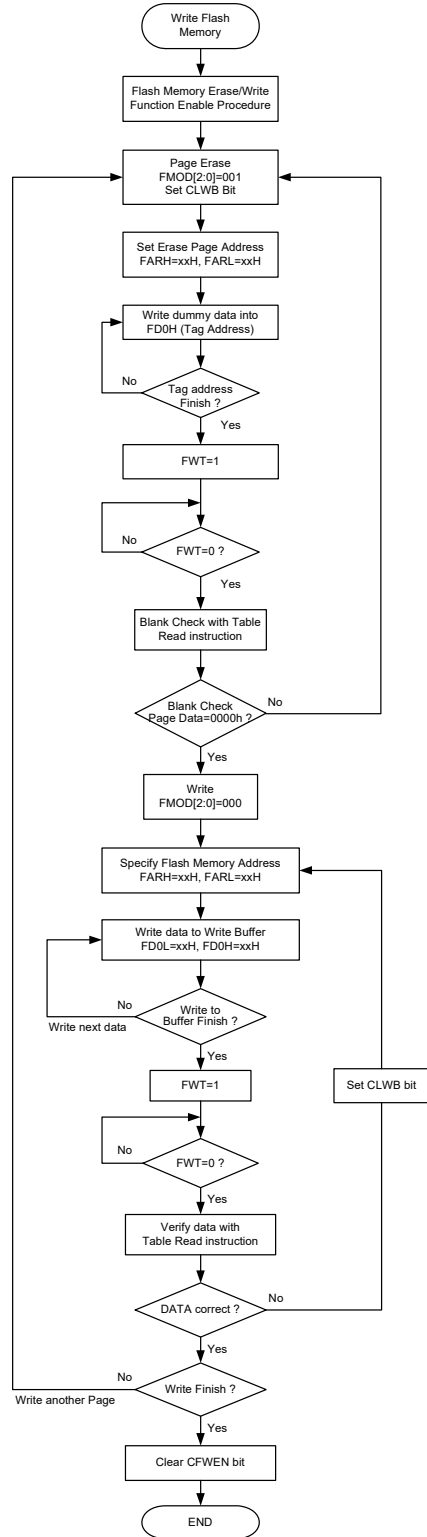 Write Flash
Memory
Flash Memory Erase/Write
Function Enable Procedure
Page Erase
FMOD[2:0]=001
Set CLWB Bit
Set Erase Page Address
FARH=xxH, FARL=xxH
Write dummy data into
FD0H (Tag Address)
No
Tag address
Finish ?
Yes
FWT=1
No
FWT=0 ?
Yes
Blank Check with Table
Read instruction
Blank Check
Page Data=0000h ?
No
Yes
Write
FMOD[2:0]=000
Specify Flash Memory Address
FARH=xxH, FARL=xxH
Write data to Write Buffer
FD0L=xxH, FD0H=xxH
No
Write next data
Write to
Buffer Finish ?
Yes
FWT=1
Set CLWB bit
No
FWT=0 ?
Yes
Verify data with
Table Read instruction
DATA correct ?
No
Yes
No
Write another Page
Write Finish ?
Yes
Clear CFWEN bit
END